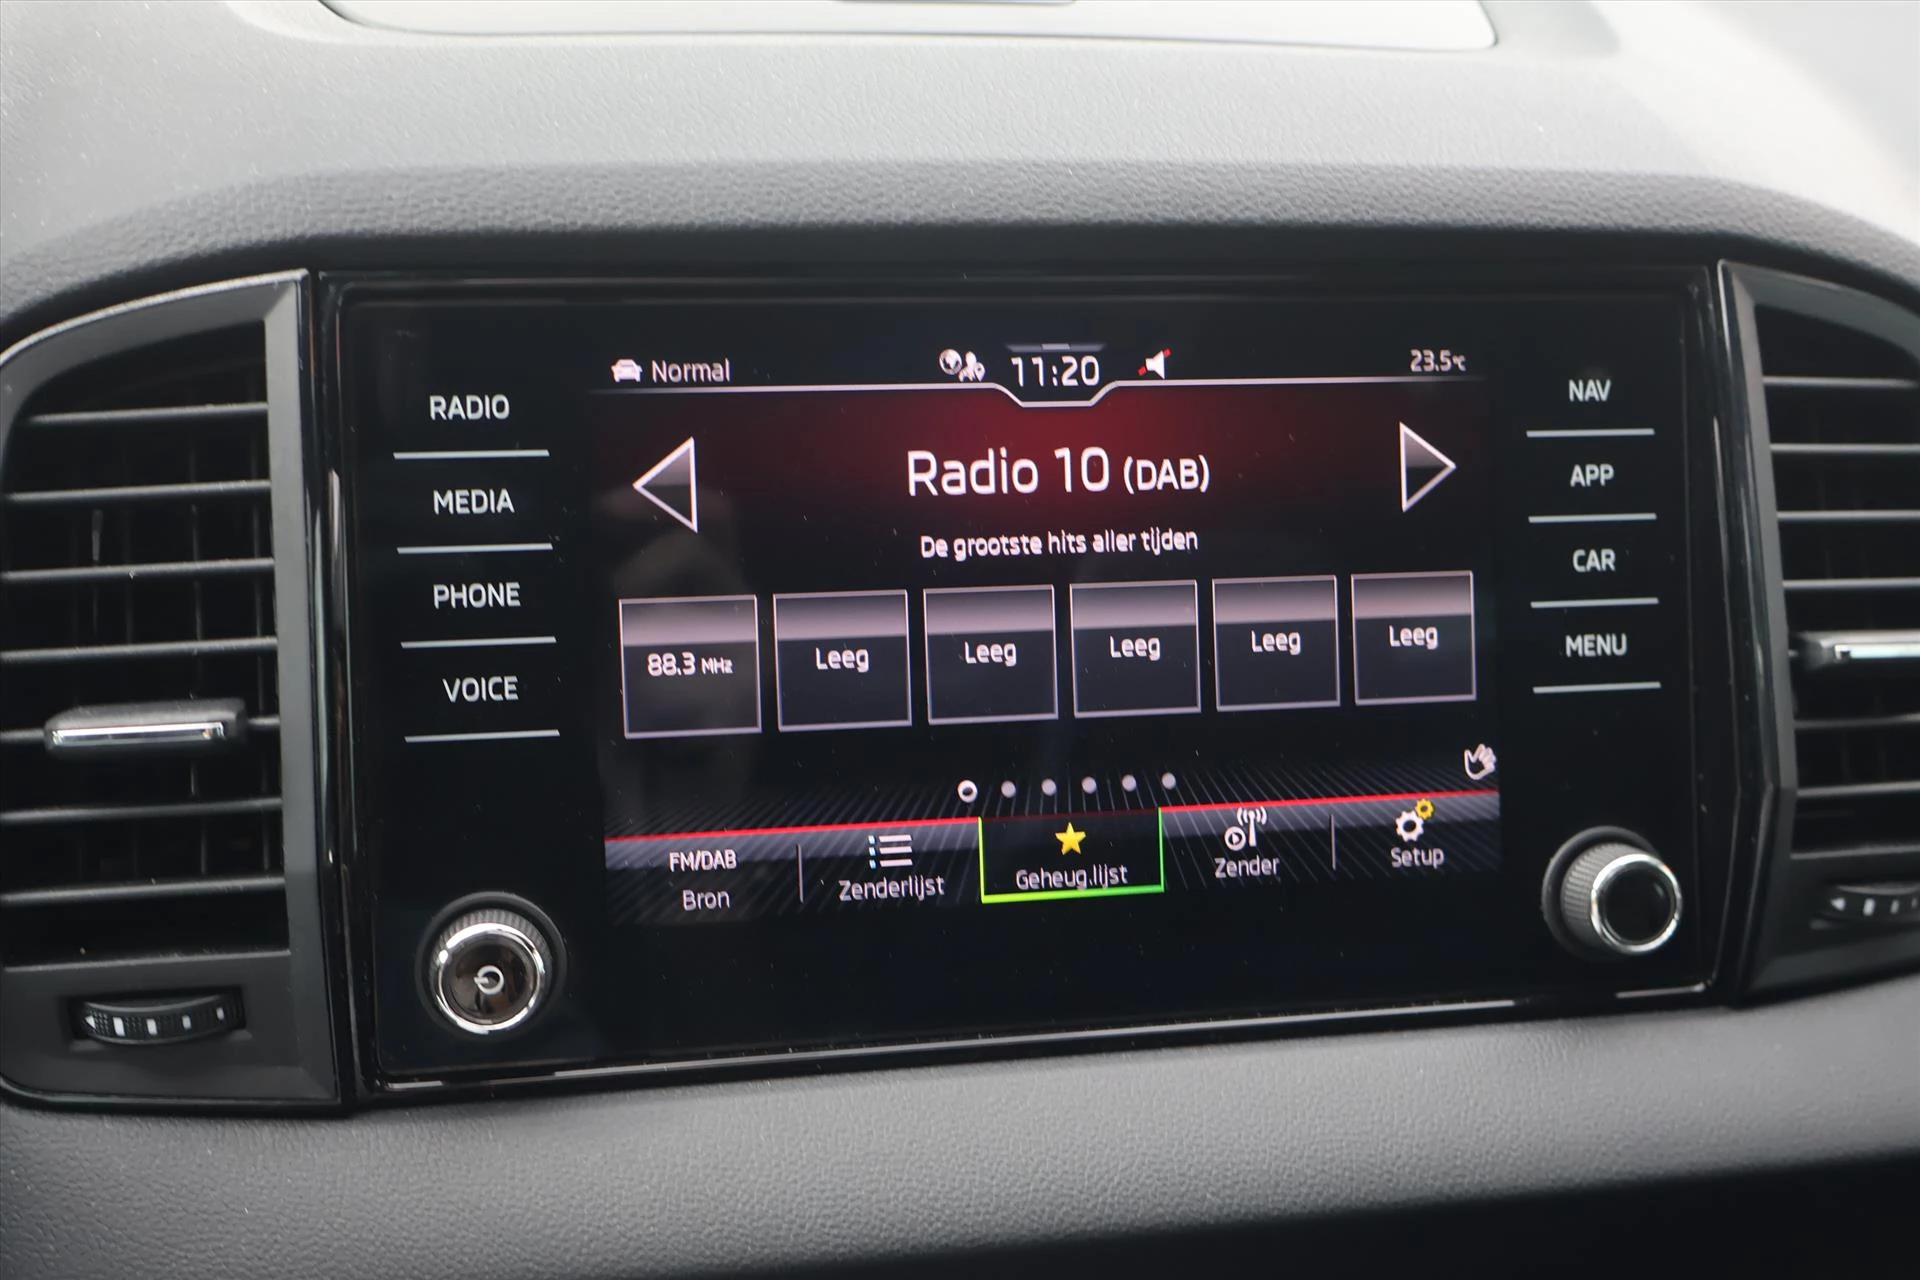 Normal 11:20 23.5°C
RADIO
MEDIA
PHONE
VOICE
Radio 10 (DAB)
De grootste hits aller tijden
88.3 MHz Leeg Leeg Leeg Leeg Leeg
FM/DAB
Bron
Zenderlijst
Geheug.lijst
Zender
Setup
NAV
APP
CAR
MENU